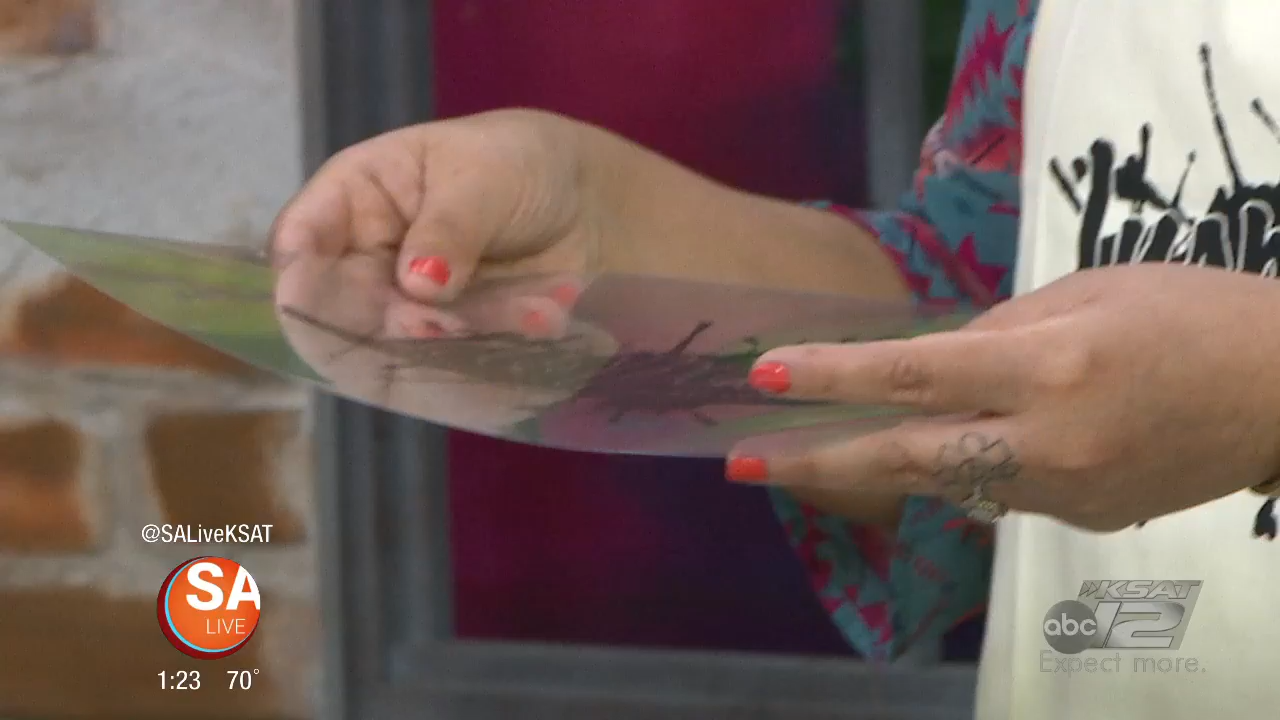 @SALiveKSAT
SA
LIVE
1:23 70°
KSAT
abc 12
Expect more.